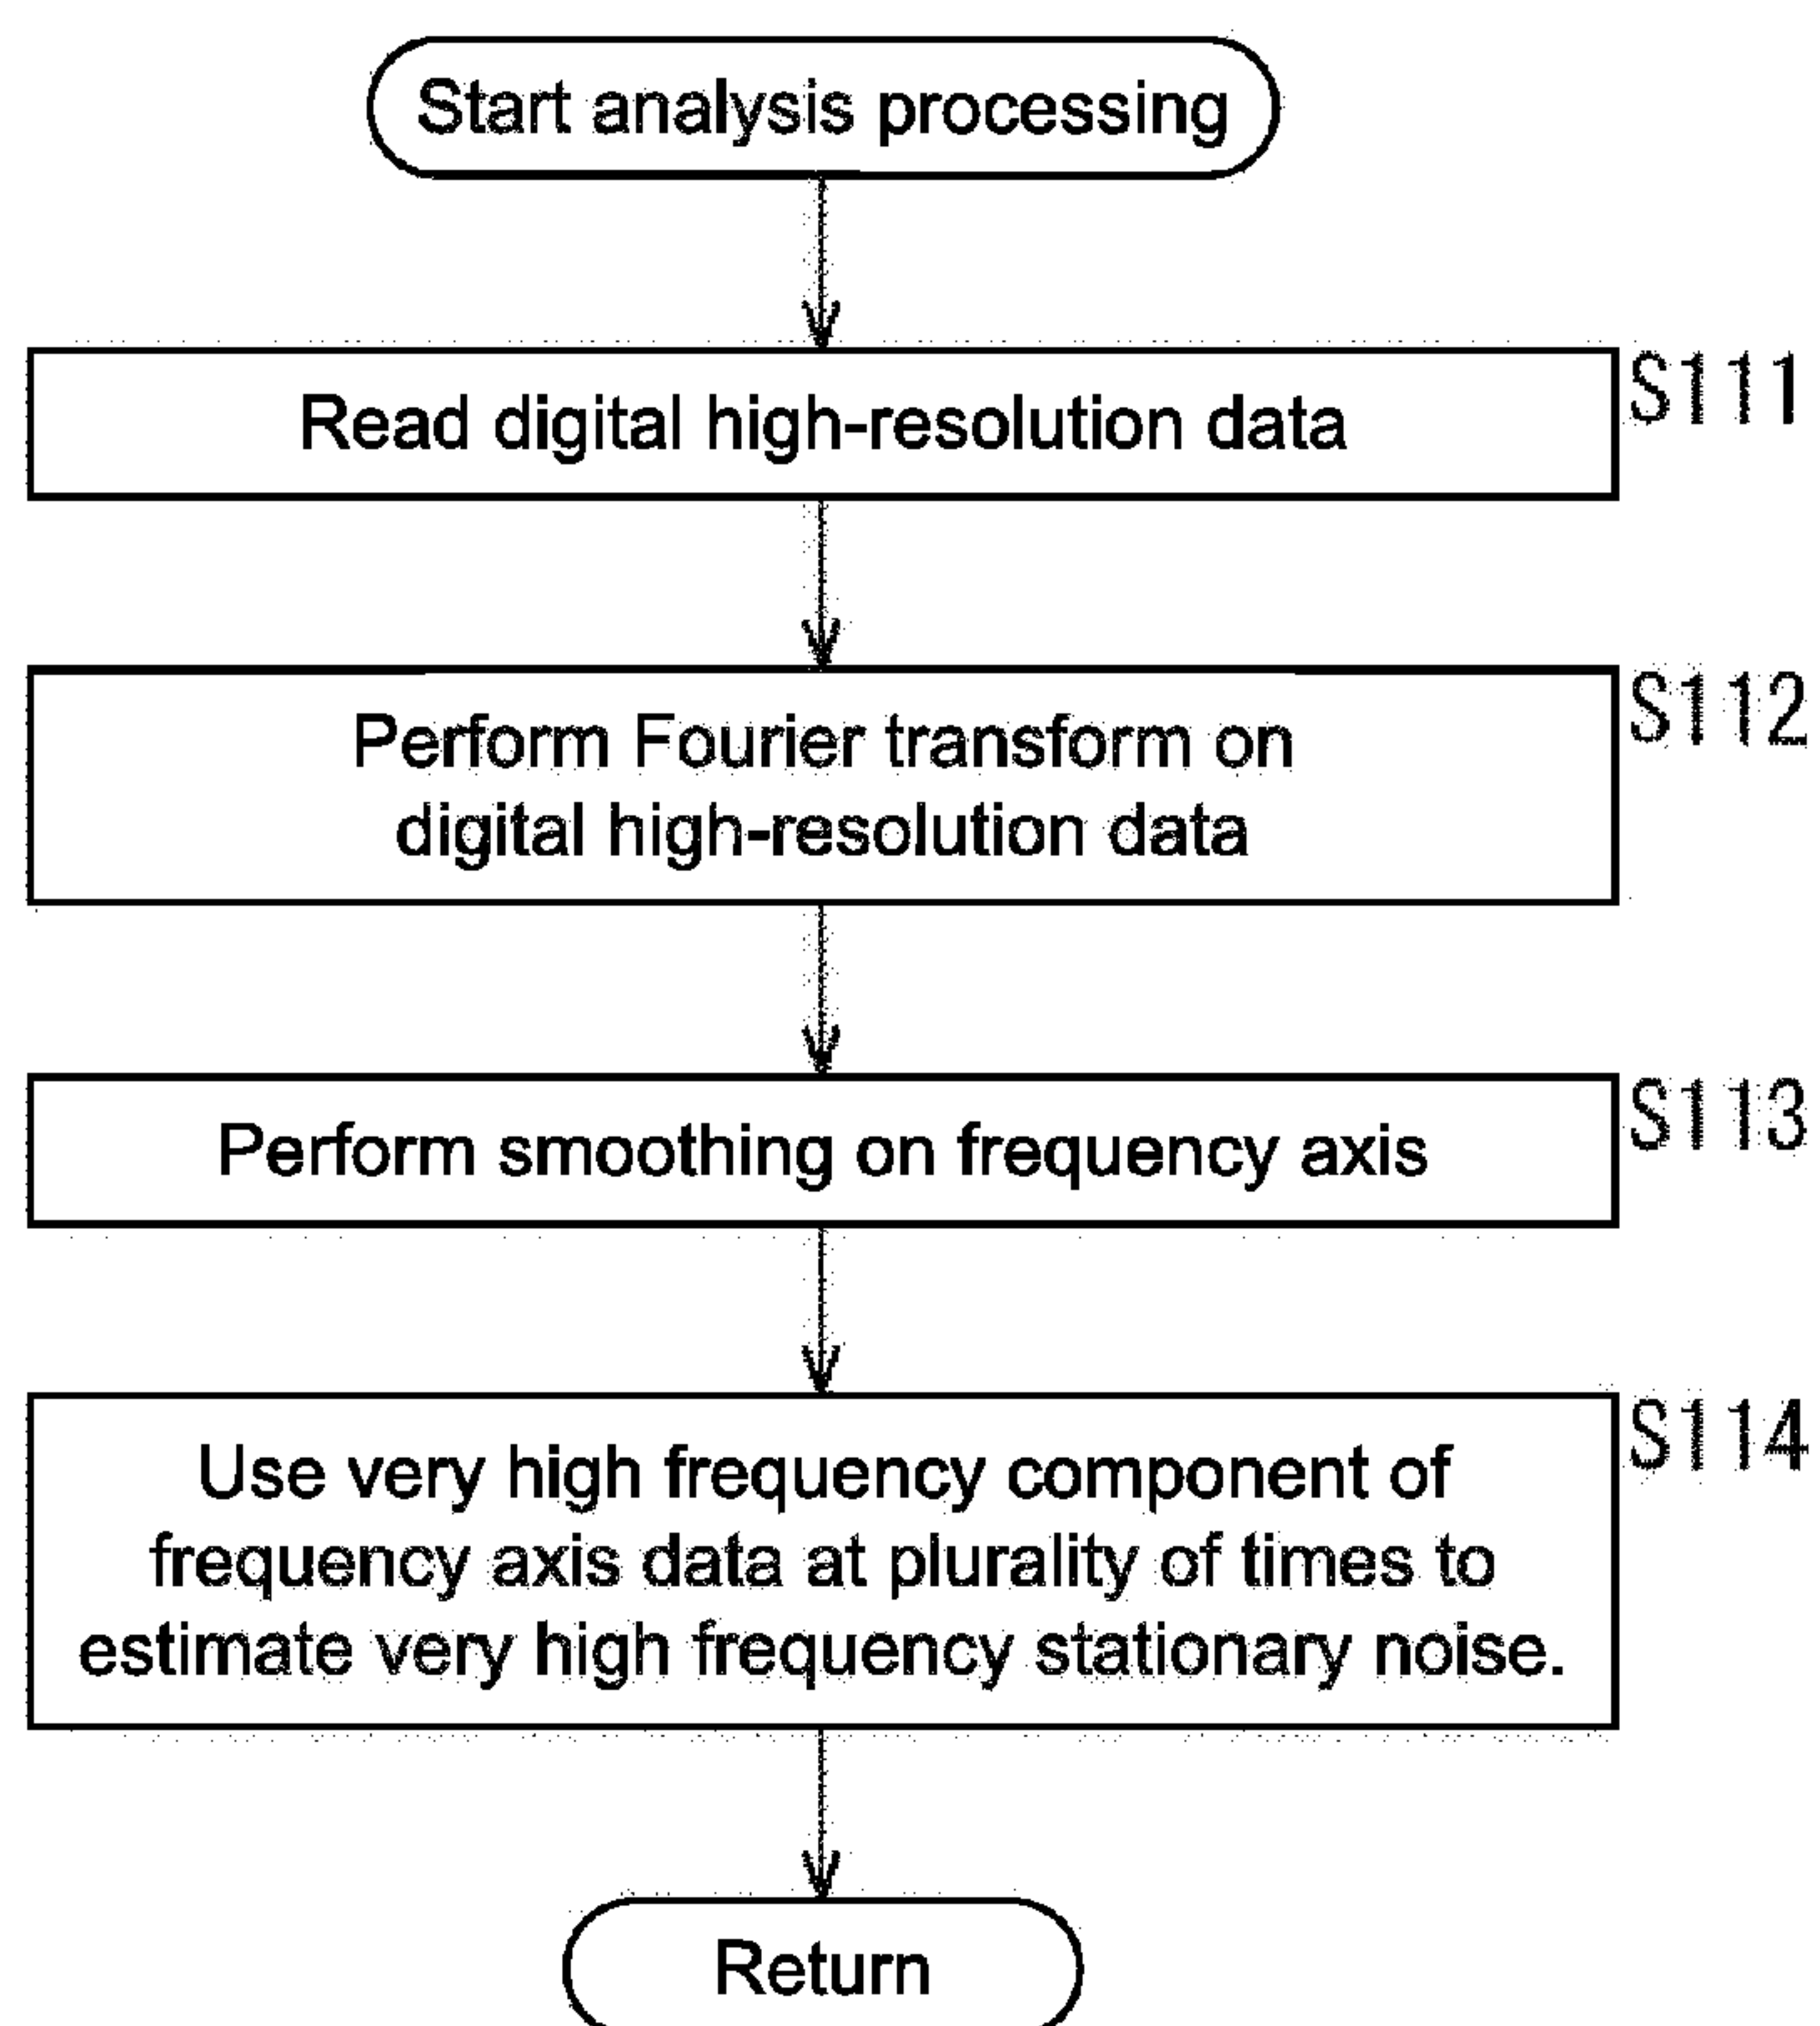 Start analysis processing
Read digital high-resolution data
S111
Perform Fourier transform on
digital high-resolution data
S112
Perform smoothing on frequency axis
S113
Use very high frequency component of
frequency axis data at plurality of times to
estimate very high frequency stationary noise.
S114
Return